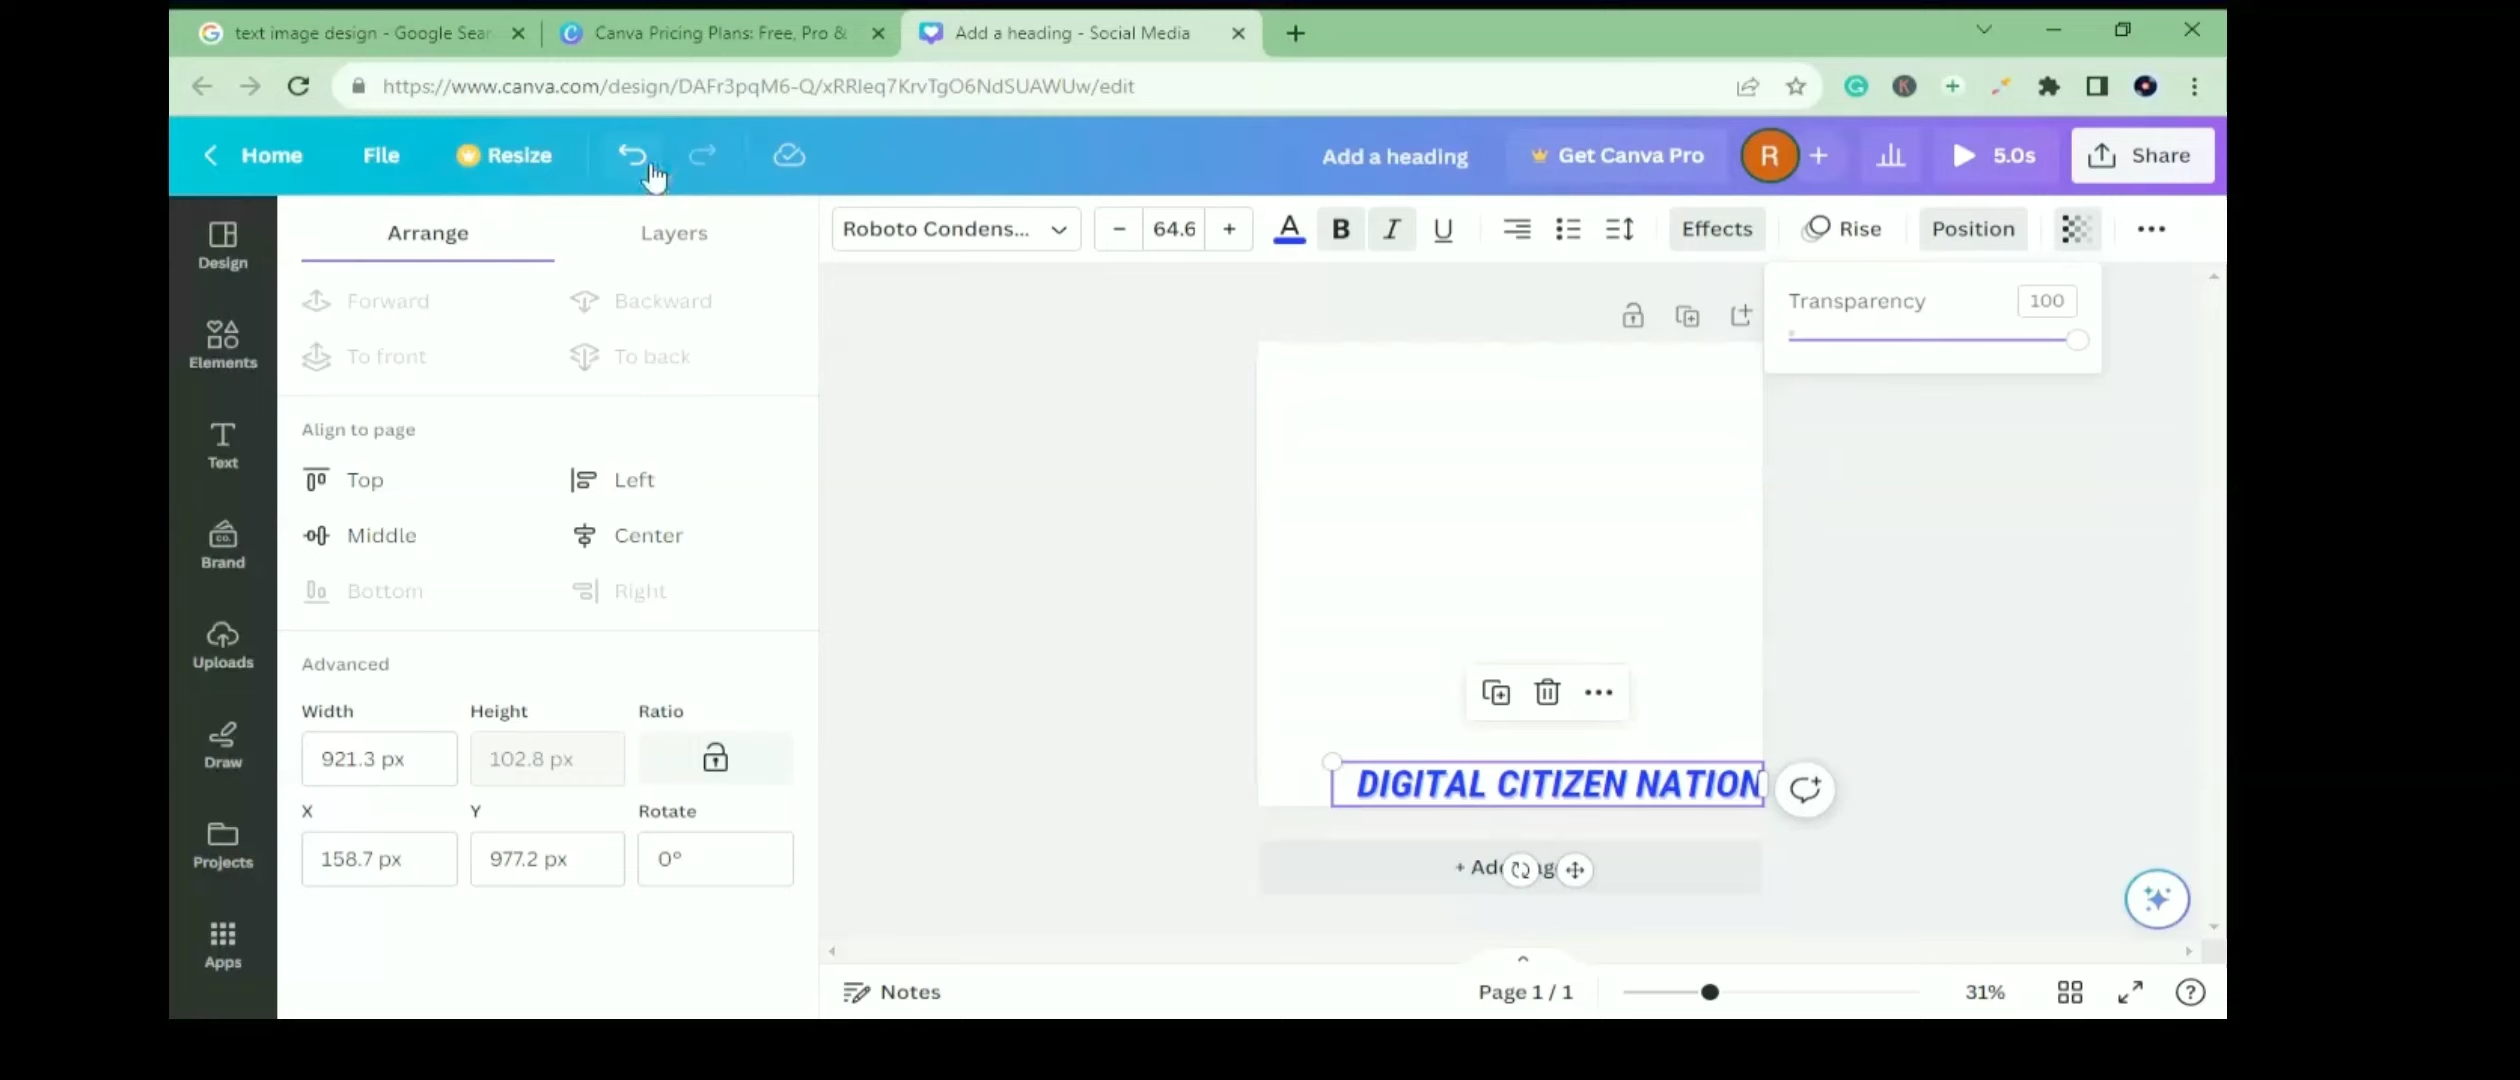 text image design - Google Sear
Canva Pricing Plans: Free, Pro &
Add a heading - Social Media
https://www.canva.com/design/DAFr3pqM6-Q/xRRleq7KrvTgO6NdSUAWUw/edit
Home File Resize Add a heading Get Canva Pro R 5.0s Share
Arrange Layers
Roboto Condens... 64.6 A B I U Effects Rise Position
Design
Forward Backward
Transparency 100
Elements
To front To back
Align to page
Text
Top Left
Middle Center
CO.
Brand
Bottom Right
Uploads
Advanced
Width Height Ratio
Draw
921.3 px 102.8 px
DIGITAL CITIZEN NATION
X Y Rotate
Projects
158.7 px 977.2 px 0°
Apps
Notes Page 1 / 1 31%